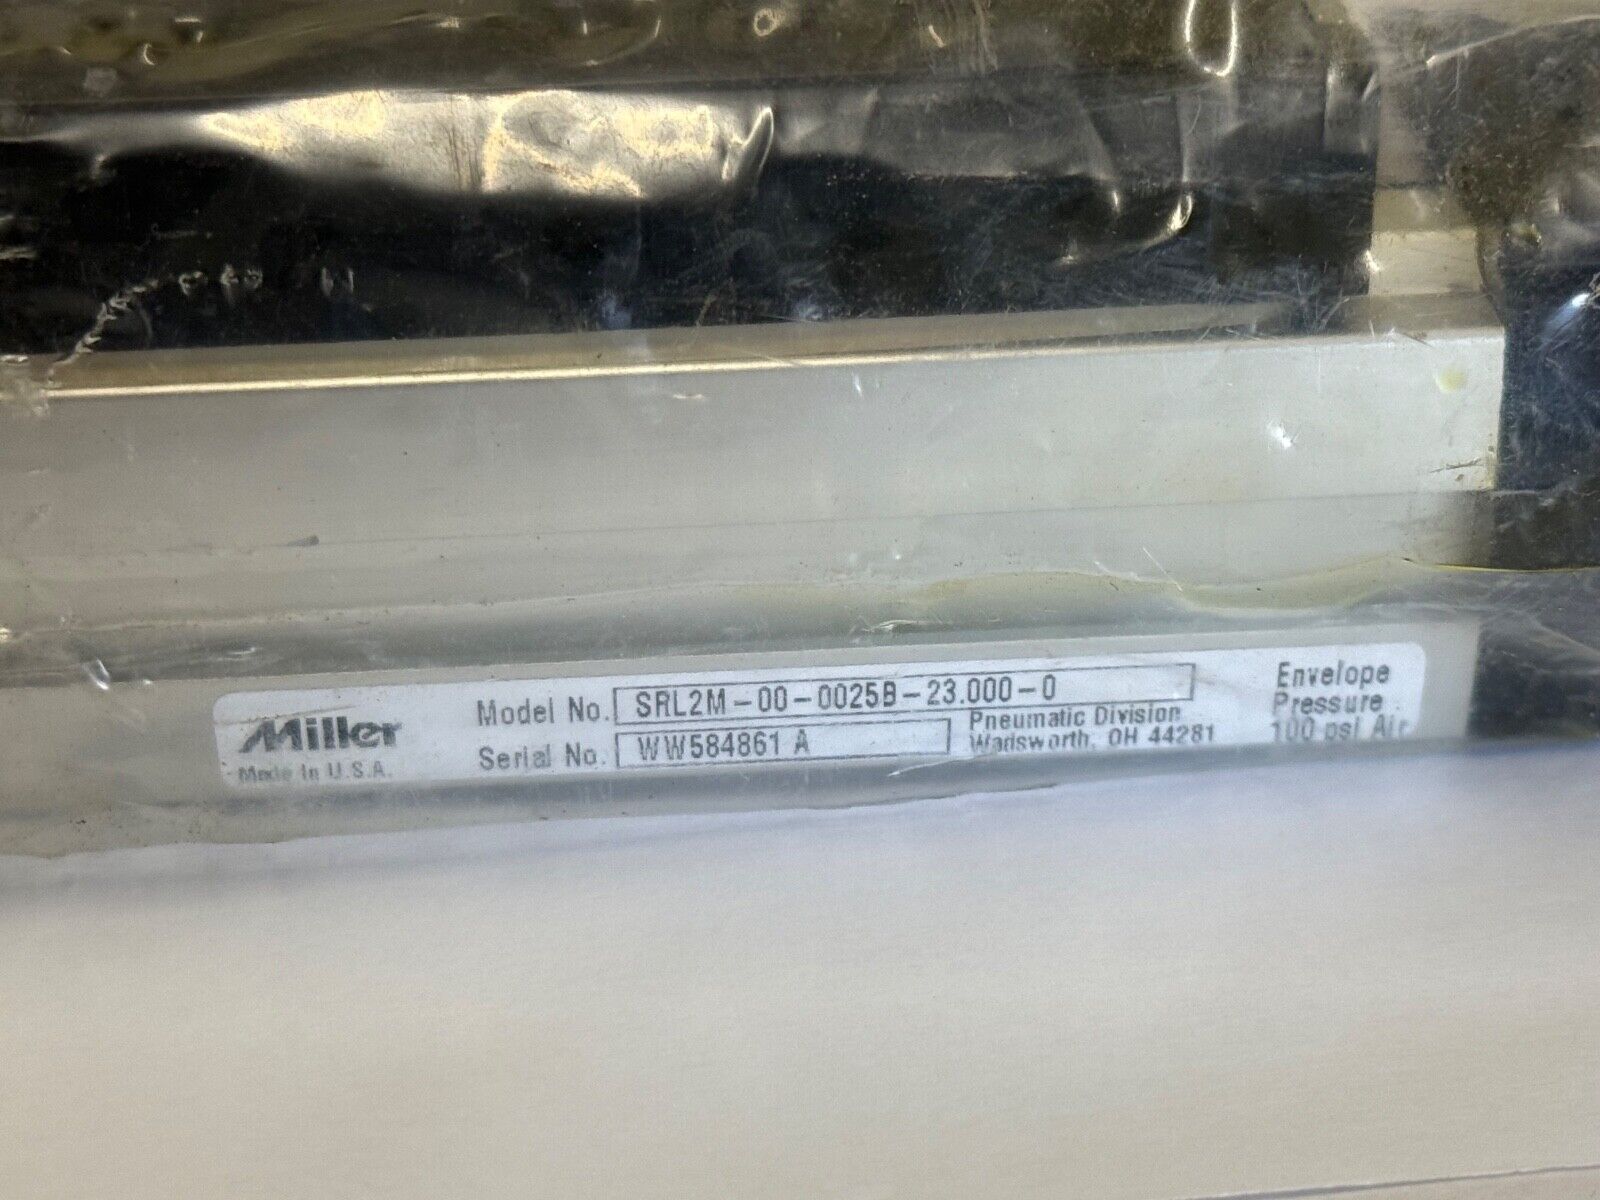 Miller
Made in U.S.A.
Model No. SRL2M-00-0025B-23.000-0
Serial No. WW584861 A
Pneumatic Division
Wadsworth, OH 44281
Envelope
Pressure
100 psi Air